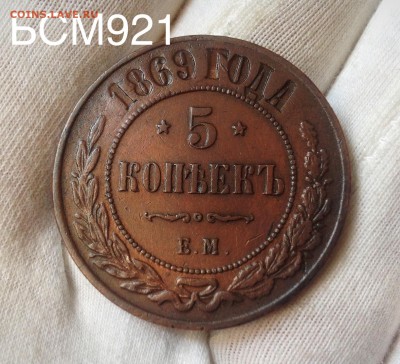 COINS.LAVE.RU
БСМ921
1869 ГОДА
5
КОПѢЕКЪ
Е.М.